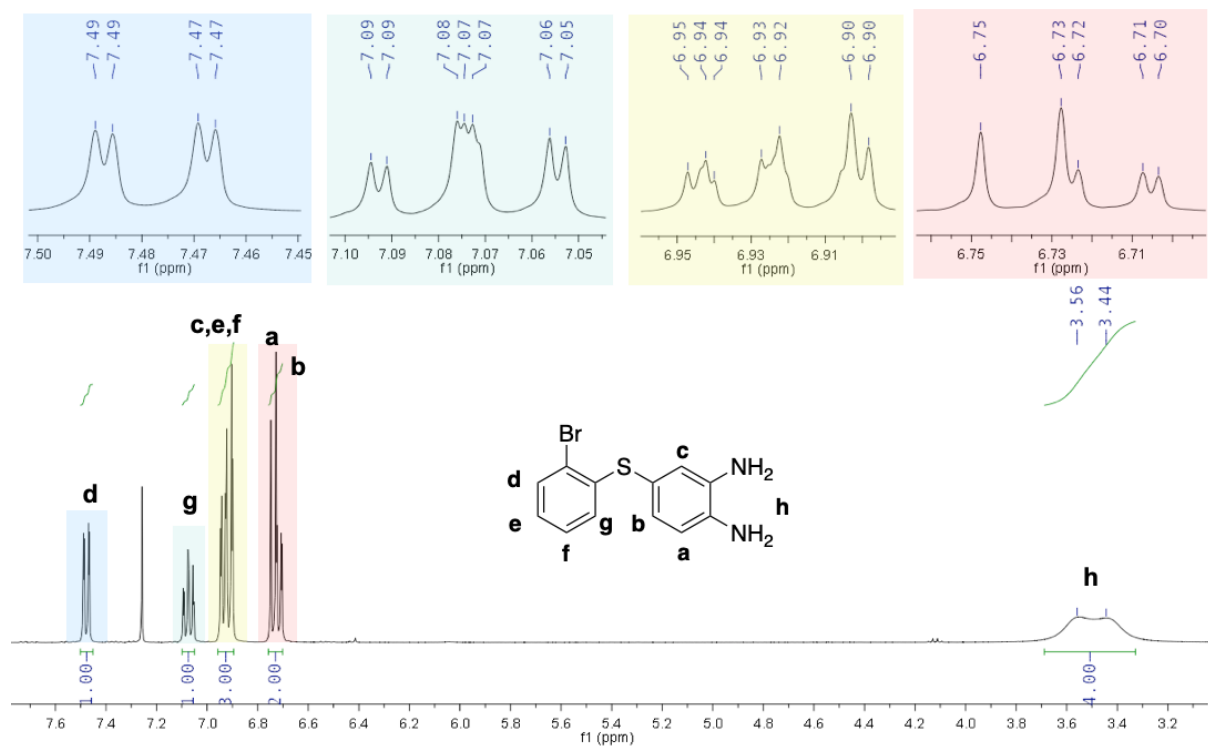 7.49 7.49 7.47 7.47
7.50 7.49 7.48 7.47 7.46 7.45
f1 (ppm)
7.09 7.09 7.08 7.07 7.07 7.06 7.05
7.10 7.09 7.08 7.07 7.06 7.05
f1 (ppm)
6.95 6.94 6.94 6.93 6.92 6.90 6.90
6.95 6.93 6.91
f1 (ppm)
6.75 6.73 6.72 6.71 6.70
6.75 6.73 6.71
f1 (ppm)
3.56 3.44
c,e,f
a
b
d
g
Br
S
c
NH2
d
e
g
b
h
NH2
f
a
h
1.00 1.00 3.00 2.00 4.00
7.6 7.4 7.2 7.0 6.8 6.6 6.4 6.2 6.0 5.8 5.6 5.4 5.2 5.0 4.8 4.6 4.4 4.2 4.0 3.8 3.6 3.4 3.2
f1 (ppm)